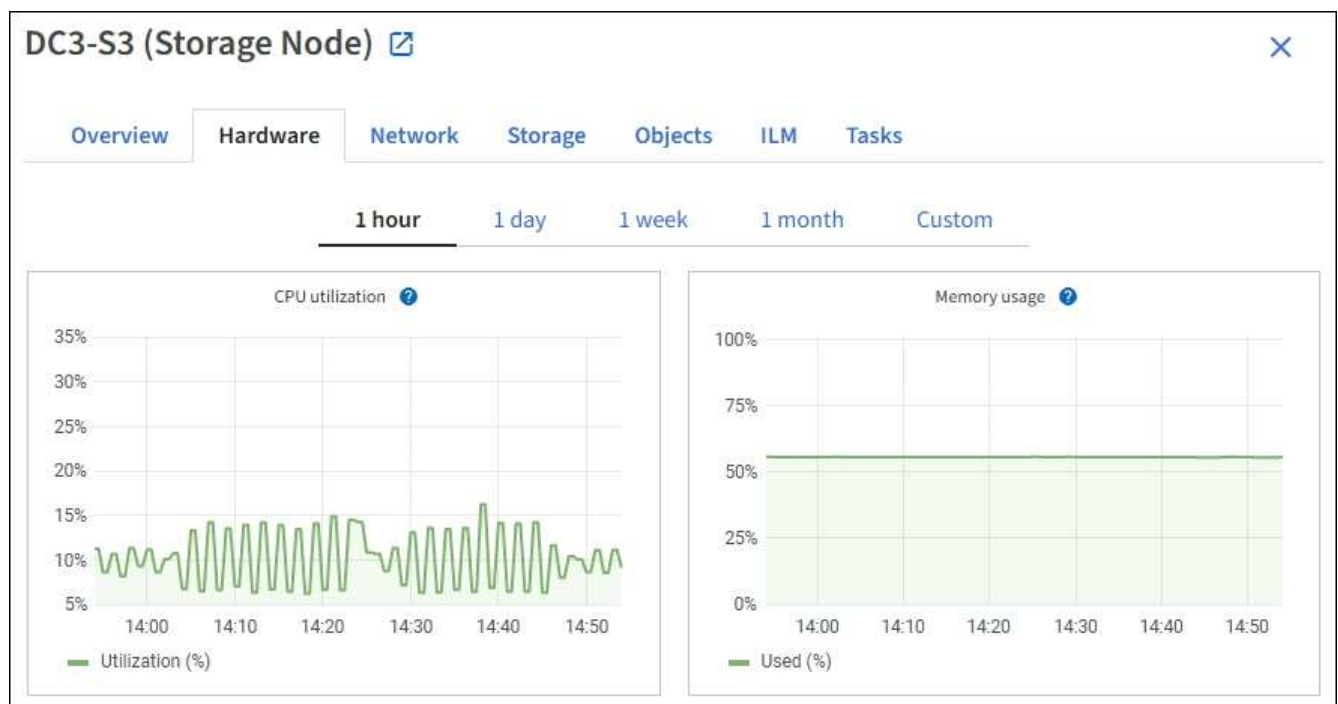 DC3-S3 (Storage Node)
Overview Hardware Network Storage Objects ILM Tasks
1 hour 1 day 1 week 1 month Custom
CPU utilization ?
35%
30%
25%
20%
15%
10%
5%
14:00 14:10 14:20 14:30 14:40 14:50
Utilization (%)
Memory usage ?
100%
75%
50%
25%
0%
14:00 14:10 14:20 14:30 14:40 14:50
Used (%)